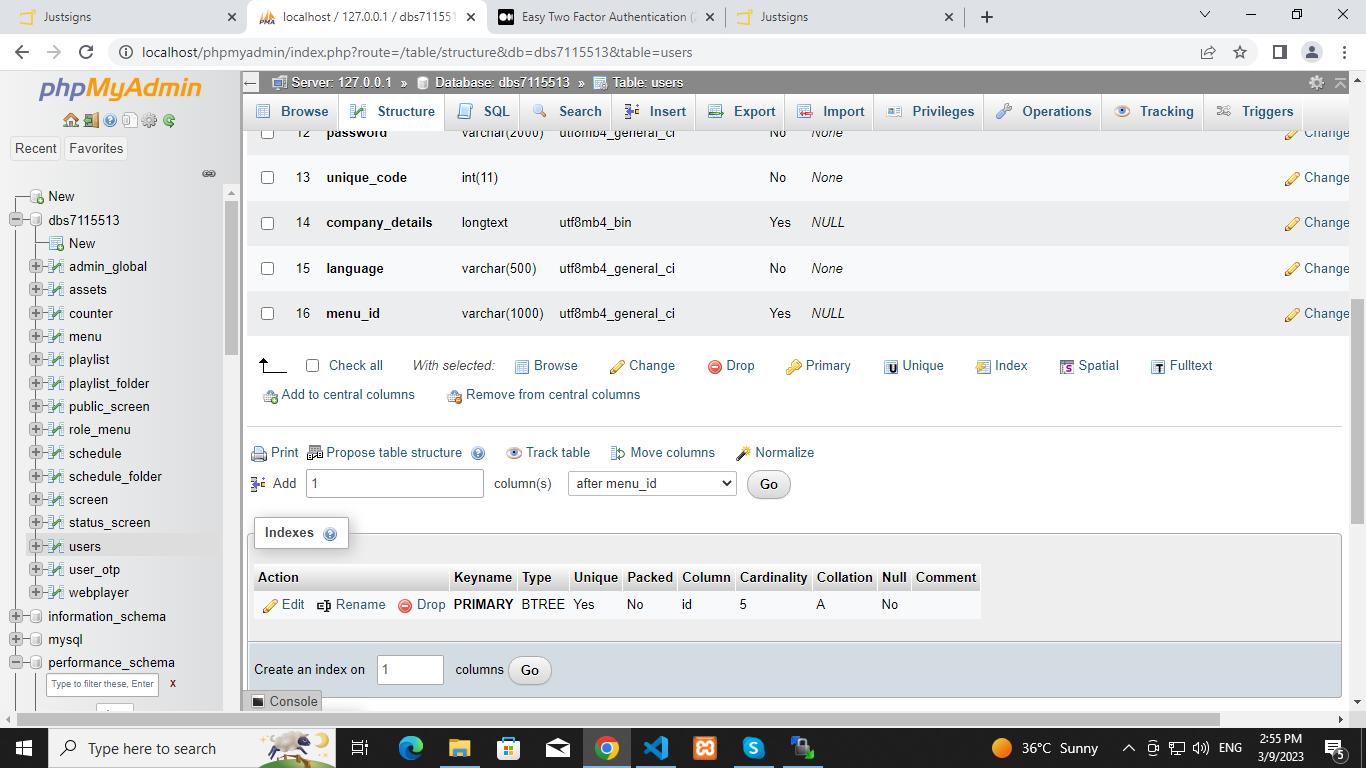 Justsigns
localhost / 127.0.0.1 / dbs71155
Easy Two Factor Authentication (
Justsigns
localhost/phpmyadmin/index.php?route=/table/structure&db=dbs7115513&table=users
phpMyAdmin
Recent
Favorites
New
dbs7115513
New
admin_global
assets
counter
menu
playlist
playlist_folder
public_screen
role_menu
schedule
schedule_folder
screen
status_screen
users
user_otp
webplayer
information_schema
mysql
performance_schema
Type to filter these, Enter
X
Server: 127.0.0.1 » Database: dbs7115513 » Table: users
Browse Structure SQL Search Insert Export Import Privileges Operations Tracking Triggers
12 password varchar(2000) utf8mb4_general_ci No None Change
13 unique_code int(11) No None Change
14 company_details longtext utf8mb4_bin Yes NULL Change
15 language varchar(500) utf8mb4_general_ci No None Change
16 menu_id varchar(1000) utf8mb4_general_ci Yes NULL Change
Check all With selected: Browse Change Drop Primary Unique Index Spatial Fulltext
Add to central columns Remove from central columns
Print Propose table structure Track table Move columns Normalize
Add 1 column(s) after menu_id Go
Indexes
Action Keyname Type Unique Packed Column Cardinality Collation Null Comment
Edit Rename Drop PRIMARY BTREE Yes No id 5 A No
Create an index on 1 columns Go
Console
Type here to search
36°C Sunny
ENG
2:55 PM
3/9/2023
5